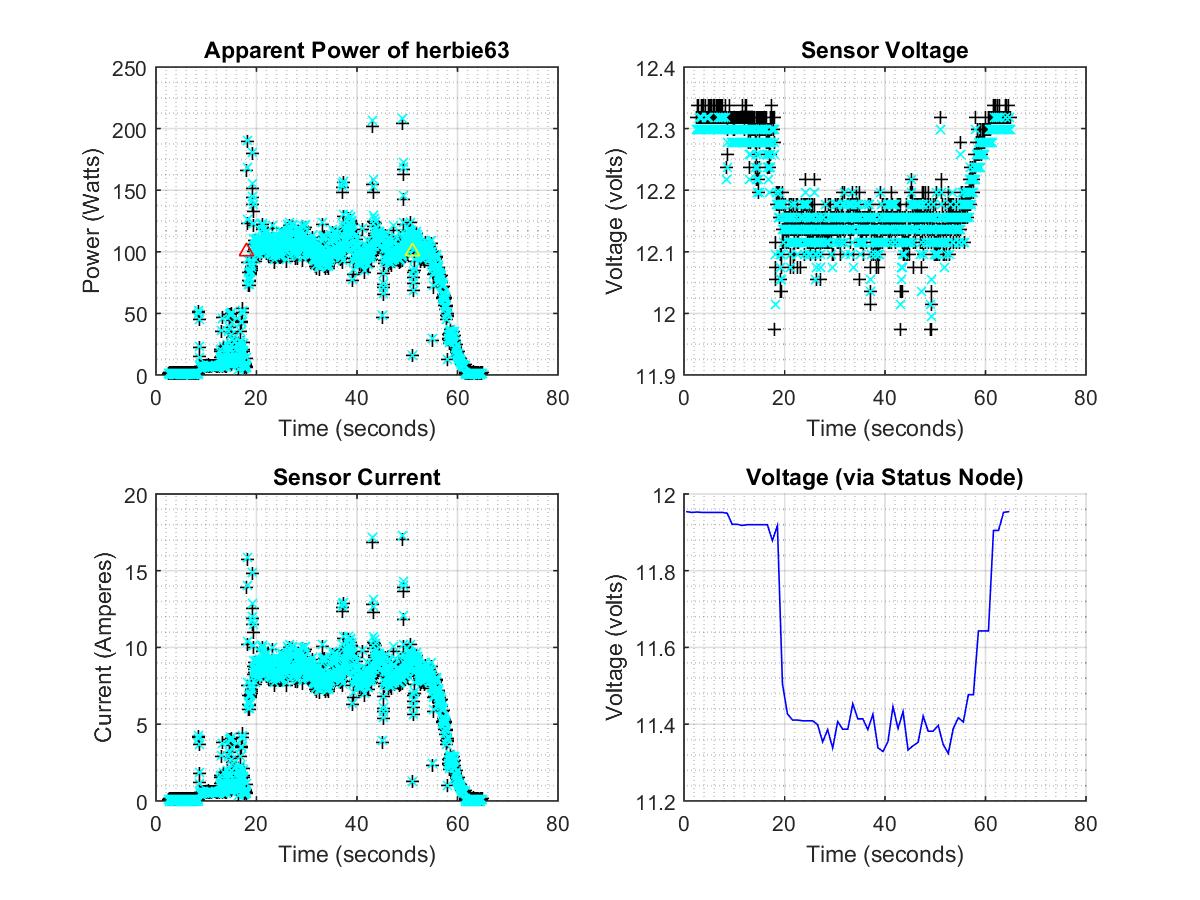 Apparent Power of herbie63
250
200
150
100
50
0
Power (Watts)
0 20 40 60 80
Time (seconds)
Sensor Voltage
12.4
12.3
12.2
12.1
12
11.9
Voltage (volts)
0 20 40 60 80
Time (seconds)
Sensor Current
20
15
10
5
0
Current (Amperes)
0 20 40 60 80
Time (seconds)
Voltage (via Status Node)
12
11.8
11.6
11.4
11.2
Voltage (volts)
0 20 40 60 80
Time (seconds)